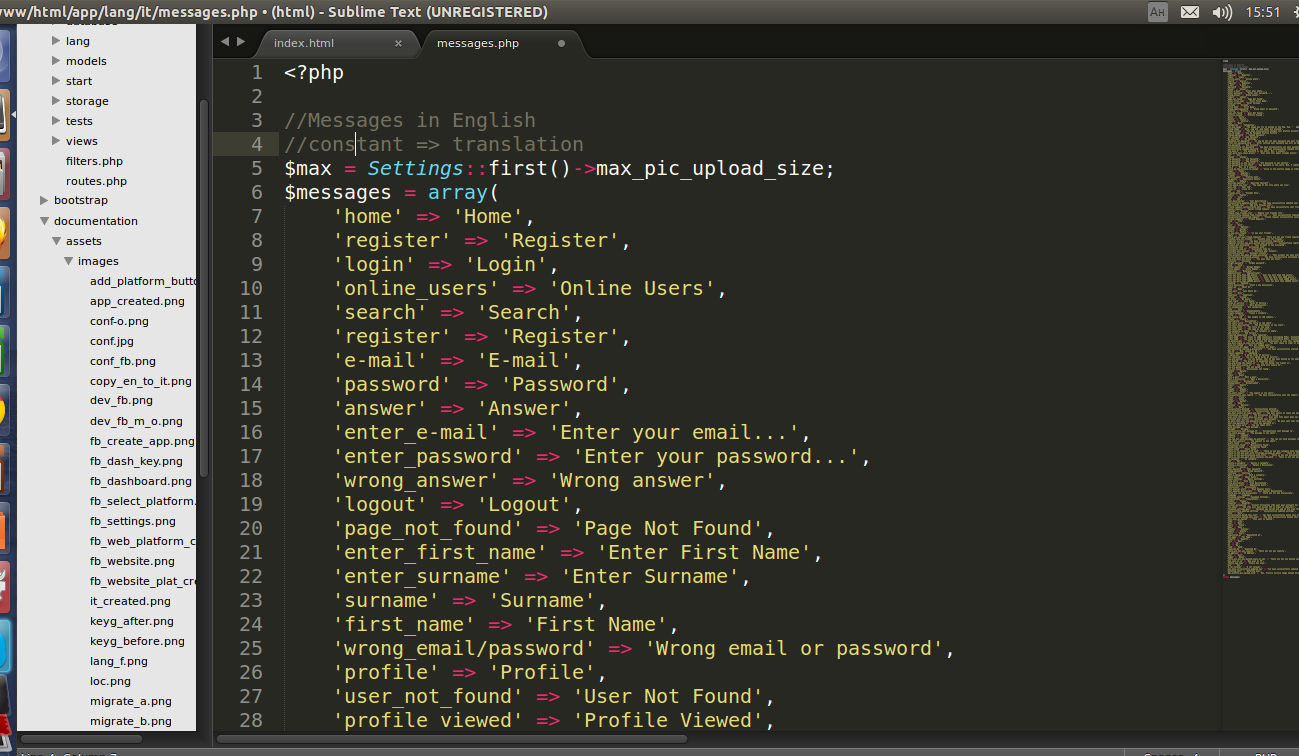 www/html/app/lang/it/messages.php • (html) - Sublime Text (UNREGISTERED)
Ан
15:51
lang
models
start
storage
tests
views
filters.php
routes.php
bootstrap
documentation
assets
images
add_platform_butto
app_created.png
conf-o.png
conf.jpg
conf_fb.png
copy_en_to_it.png
dev_fb.png
dev_fb_m_o.png
fb_create_app.png
fb_dash_key.png
fb_dashboard.png
fb_select_platform.
fb_settings.png
fb_web_platform_c
fb_website.png
fb_website_plat_cre
it_created.png
keyg_after.png
keyg_before.png
lang_f.png
loc.png
migrate_a.png
migrate_b.png
index.html × messages.php
1 <?php
2
3 //Messages in English
4 //constant => translation
5 $max = Settings::first()->max_pic_upload_size;
6 $messages = array(
7 'home' => 'Home',
8 'register' => 'Register',
9 'login' => 'Login',
10 'online_users' => 'Online Users',
11 'search' => 'Search',
12 'register' => 'Register',
13 'e-mail' => 'E-mail',
14 'password' => 'Password',
15 'answer' => 'Answer',
16 'enter_e-mail' => 'Enter your email...',
17 'enter_password' => 'Enter your password...',
18 'wrong_answer' => 'Wrong answer',
19 'logout' => 'Logout',
20 'page_not_found' => 'Page Not Found',
21 'enter_first_name' => 'Enter First Name',
22 'enter_surname' => 'Enter Surname',
23 'surname' => 'Surname',
24 'first_name' => 'First Name',
25 'wrong_email/password' => 'Wrong email or password',
26 'profile' => 'Profile',
27 'user_not_found' => 'User Not Found',
28 'profile_viewed' => 'Profile Viewed',